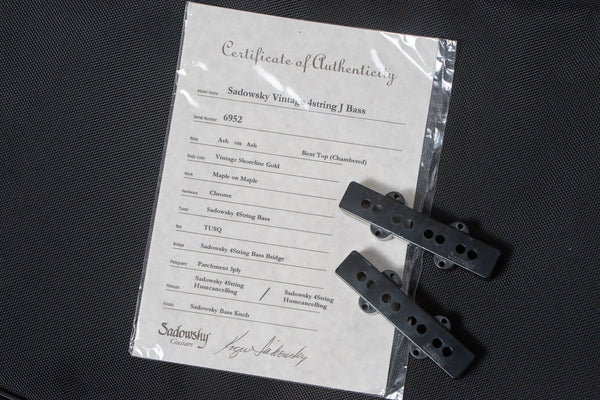 Certificate of Authenticity
Model Name Sadowsky Vintage 4string J Bass
Serial Number 6952
Body Ash on Ash Bent Top (Chambered)
Body Color Vintage Shoreline Gold
Neck Maple on Maple
Hardware Chrome
Tuner Sadowsky 4String Bass
Nut TUSQ
Bridge Sadowsky 4String Bass Bridge
Pickguard Parchment 3ply
Pickups Sadowsky 4String Humcancelling / Sadowsky 4String Humcancelling
Knobs Sadowsky Bass Knob
Sadowsky
Guitars
Roger Sadowsky